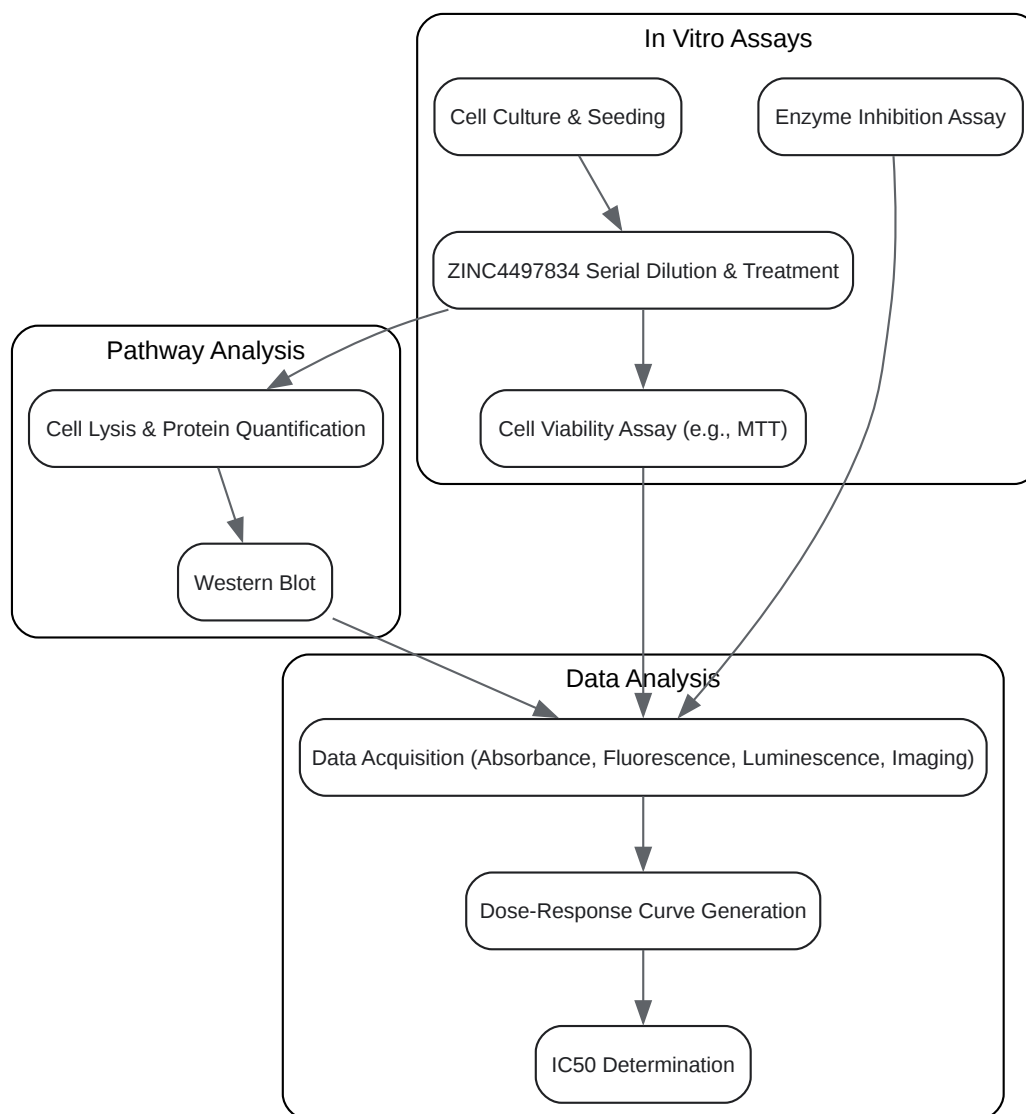 In Vitro Assays
Cell Culture & Seeding
Enzyme Inhibition Assay
ZINC4497834 Serial Dilution & Treatment
Pathway Analysis
Cell Lysis & Protein Quantification
Cell Viability Assay (e.g., MTT)
Western Blot
Data Analysis
Data Acquisition (Absorbance, Fluorescence, Luminescence, Imaging)
Dose-Response Curve Generation
IC50 Determination